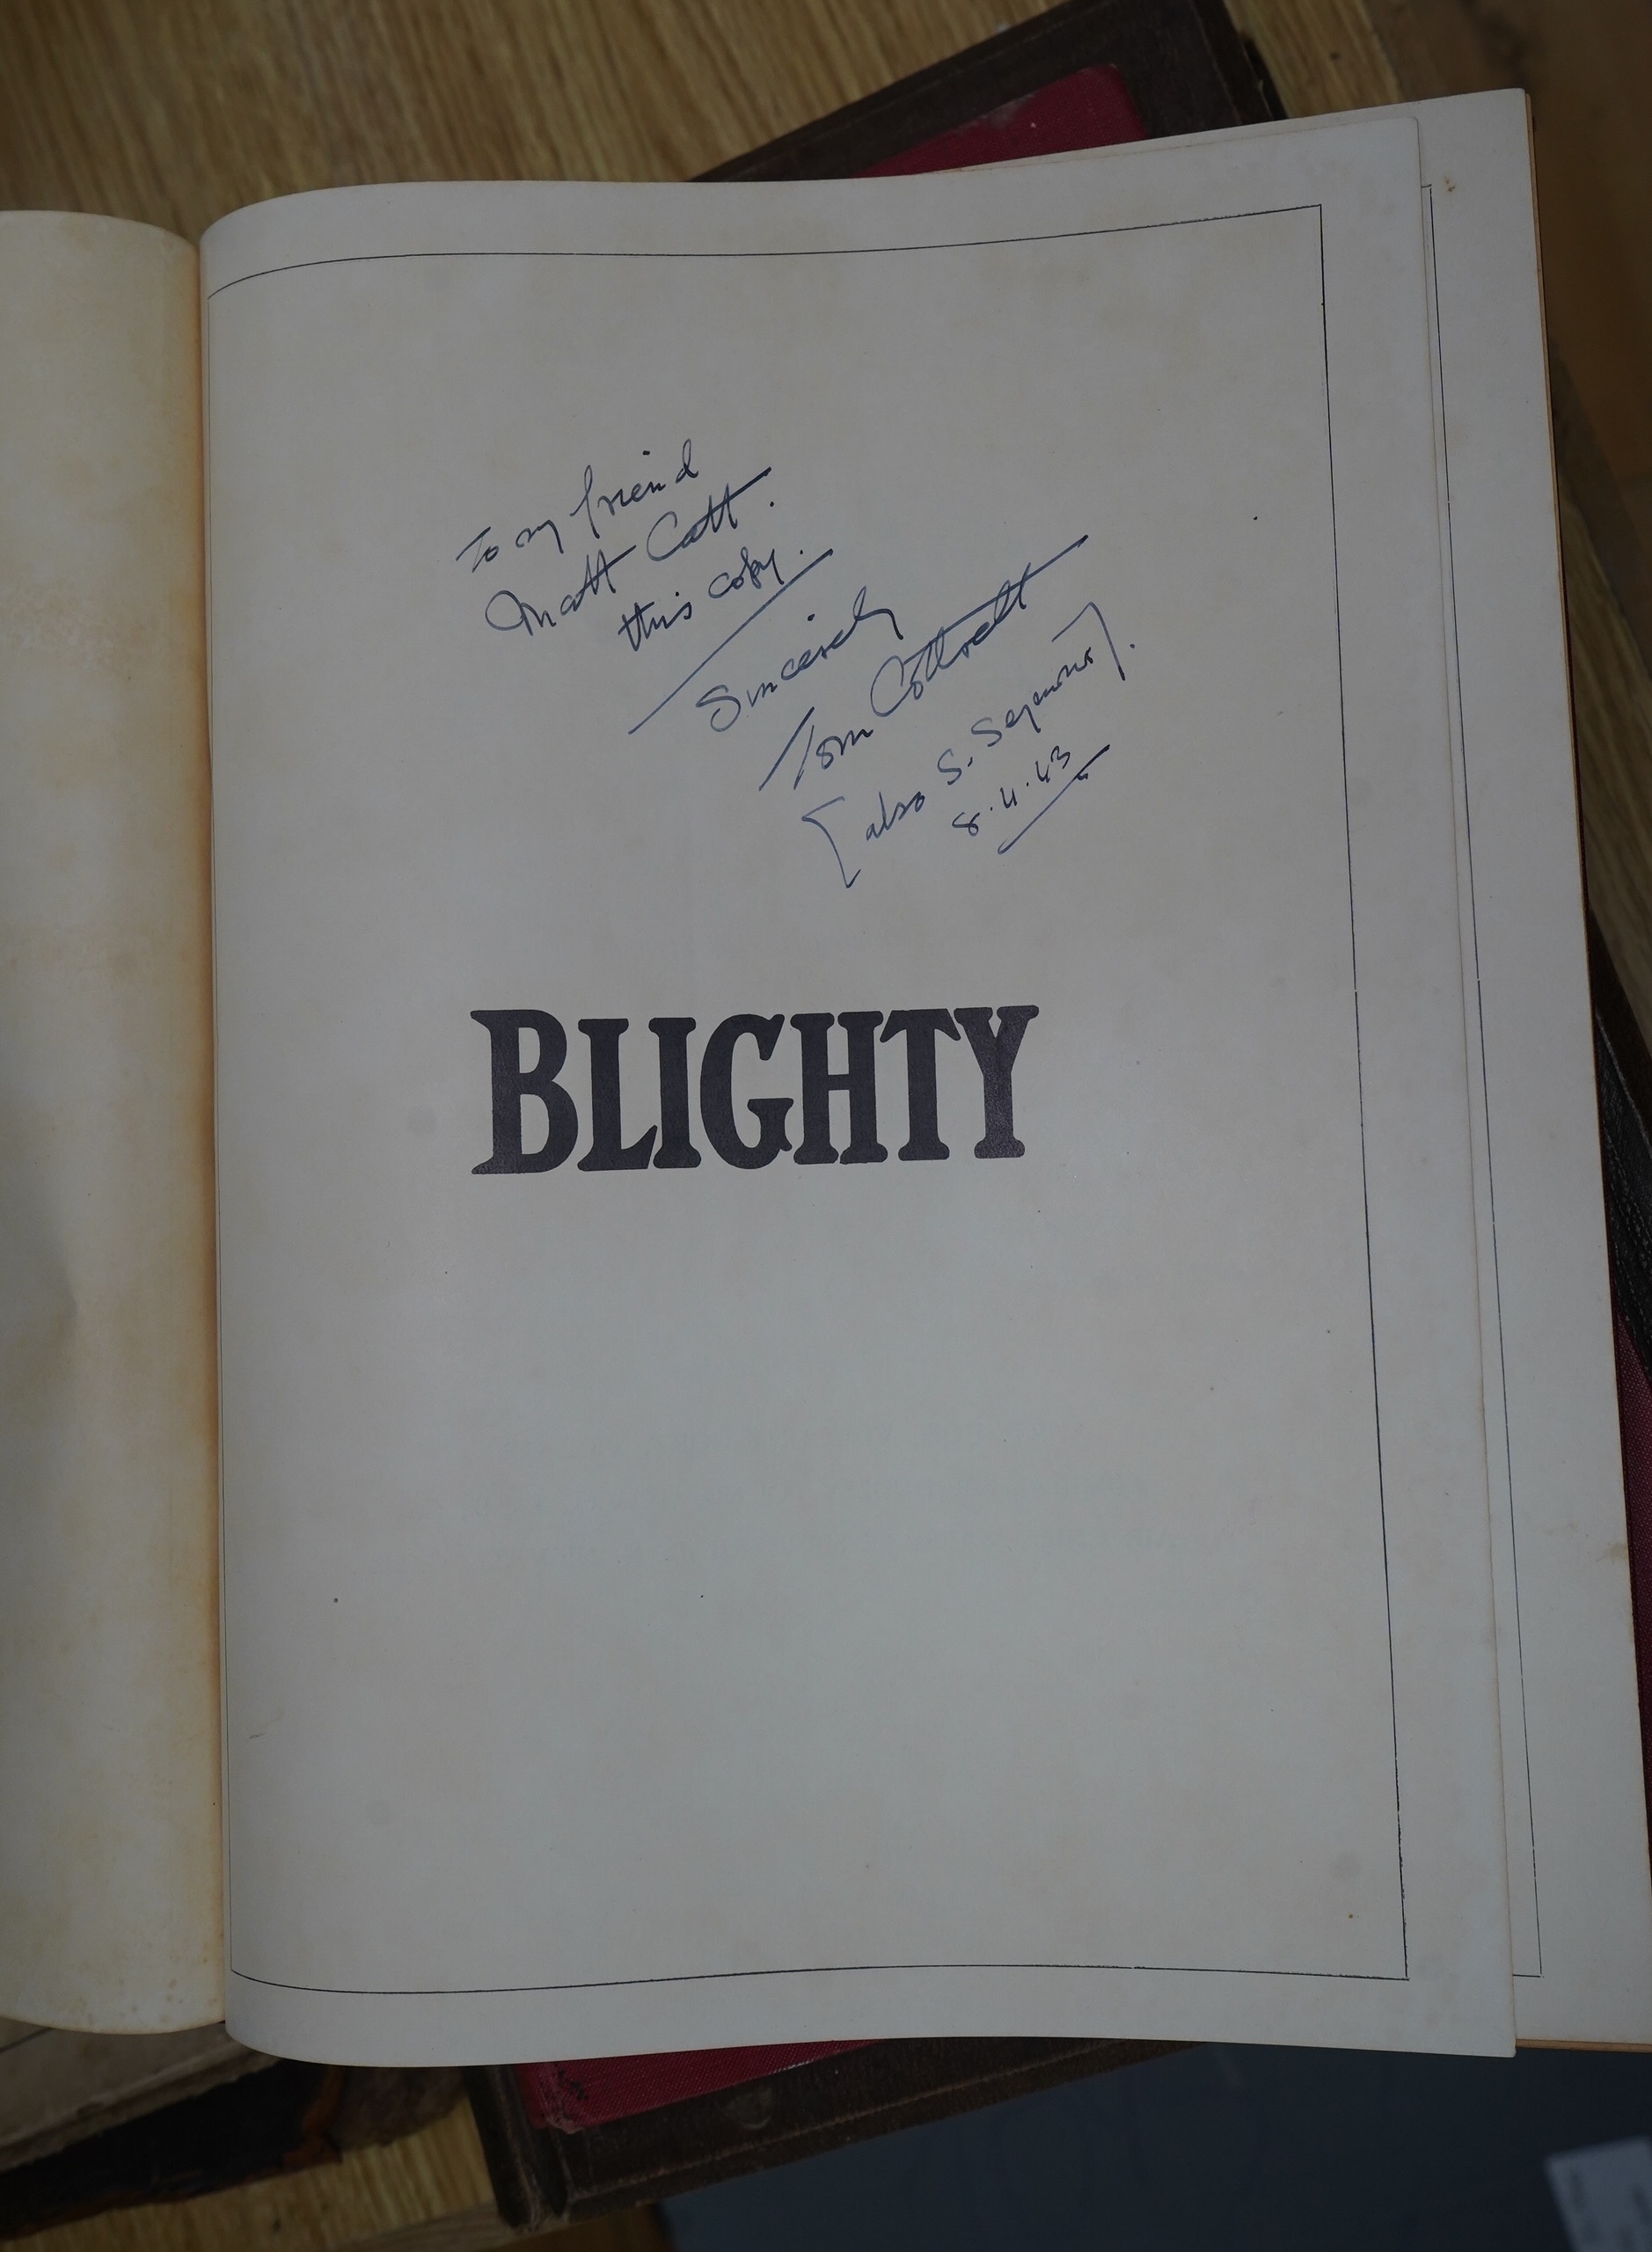 To my friend
Matt Catt.
this copy.
Sincerely
Tom Cottrell
[also S. Seymour].
8.4.43
BLIGHTY